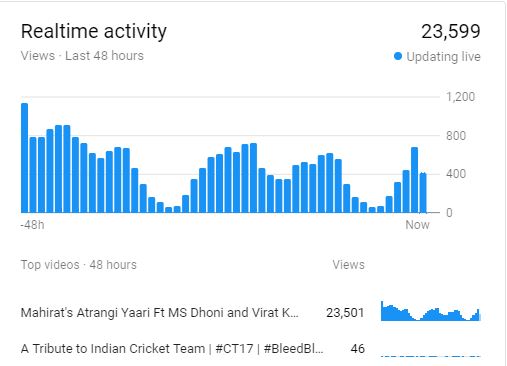 Realtime activity 23,599
Views · Last 48 hours Updating live
1,200
800
400
0
-48h Now
Top videos · 48 hours Views
Mahirat's Atrangi Yaari Ft MS Dhoni and Virat K... 23,501
A Tribute to Indian Cricket Team | #CT17 | #BleedBl... 46